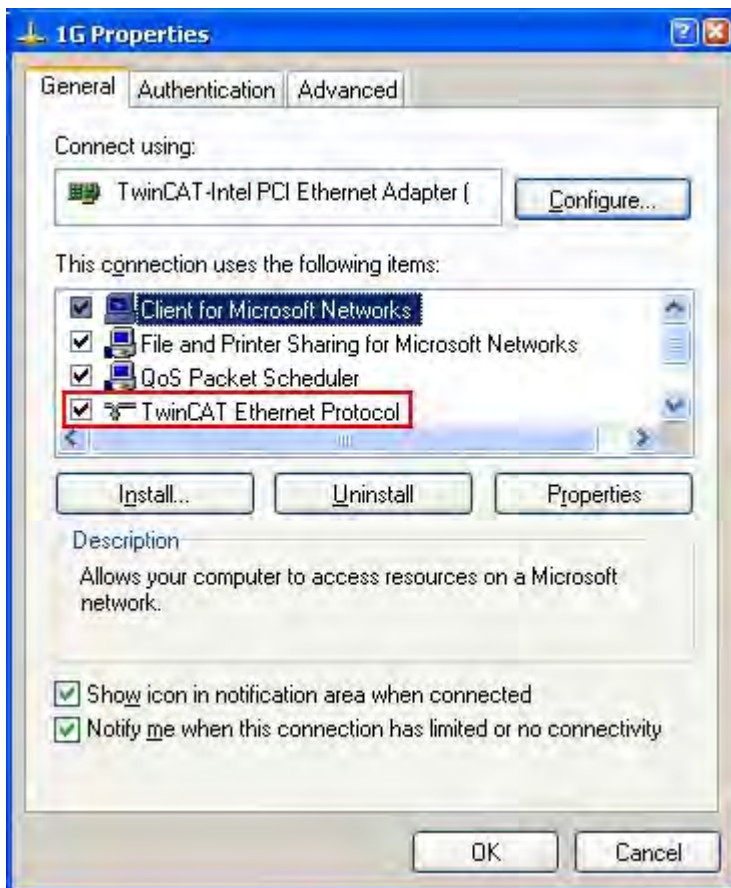 1G Properties
General Authentication Advanced
Connect using:
TwinCAT-Intel PCI Ethernet Adapter ( Configure...
This connection uses the following items:
Client for Microsoft Networks
File and Printer Sharing for Microsoft Networks
QoS Packet Scheduler
TwinCAT Ethernet Protocol
Install... Uninstall Properties
Description
Allows your computer to access resources on a Microsoft
network.
Show icon in notification area when connected
Notify me when this connection has limited or no connectivity
OK Cancel